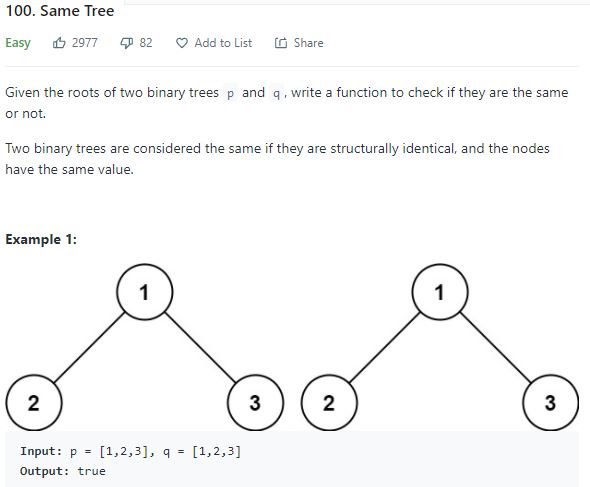 100. Same Tree
Easy 2977 82 Add to List Share
Given the roots of two binary trees p and q, write a function to check if they are the same
or not.
Two binary trees are considered the same if they are structurally identical, and the nodes
have the same value.
Example 1:
1 1
2 3 2 3
Input: p = [1,2,3], q = [1,2,3]
Output: true